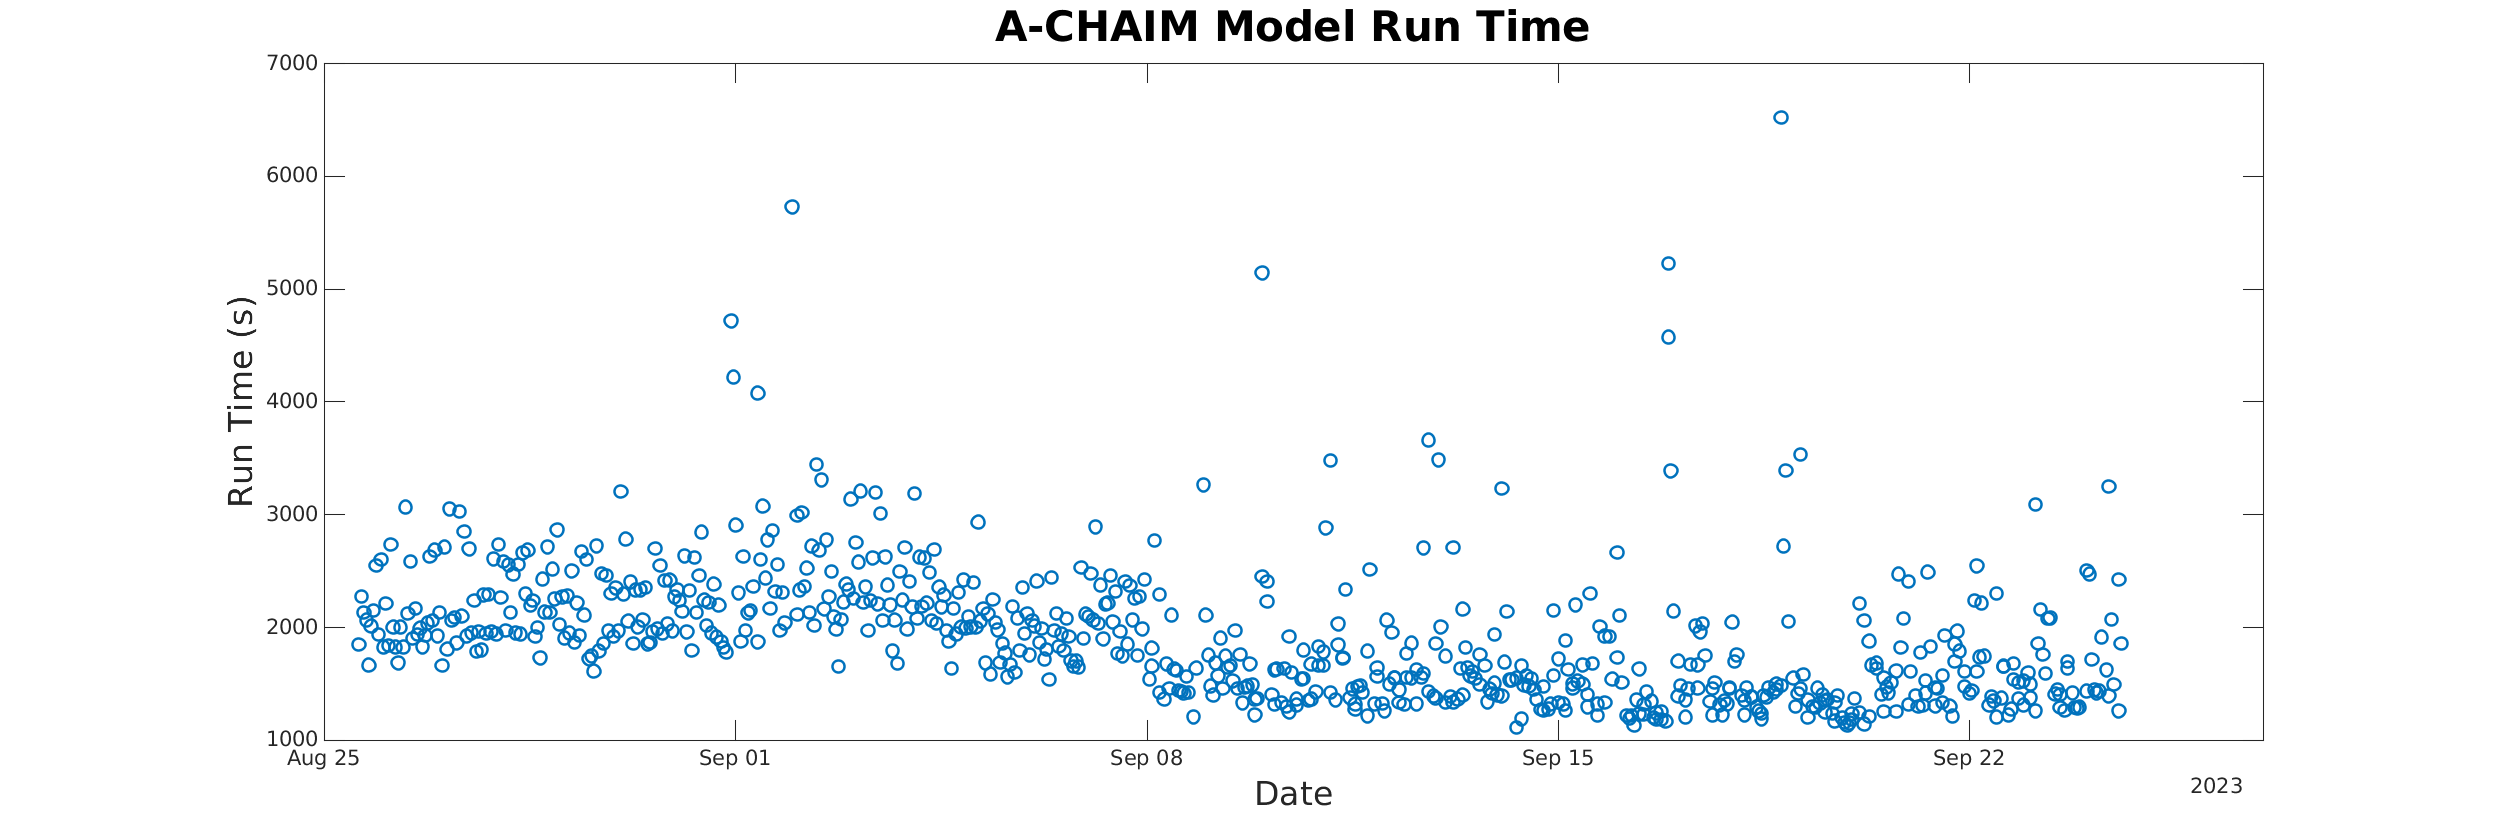 A-CHAIM Model Run Time
7000
6000
5000
4000
3000
2000
1000
Run Time (s)
Aug 25
Sep 01
Sep 08
Sep 15
Sep 22
2023
Date